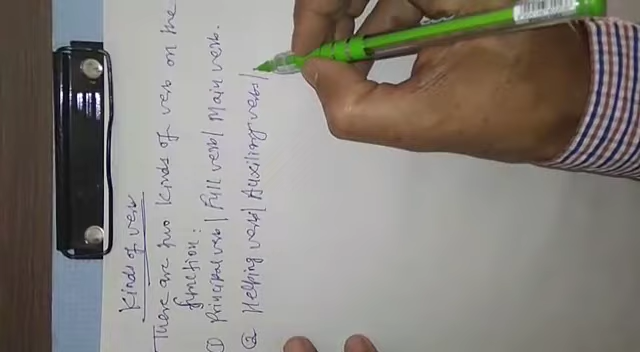 Kinds of verb
There are two kinds of verb on the
function:
① Principal verb | Full verb | Main verb.
② Helping verb | Auxiliary verb |